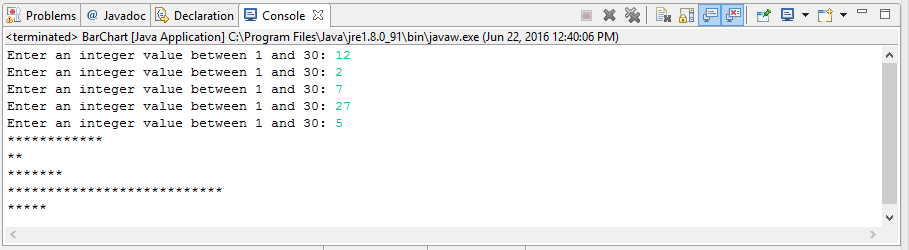 Problems @ Javadoc Declaration Console
<terminated> BarChart [Java Application] C:\Program Files\Java\jre1.8.0_91\bin\javaw.exe (Jun 22, 2016 12:40:06 PM)
Enter an integer value between 1 and 30: 12
Enter an integer value between 1 and 30: 2
Enter an integer value between 1 and 30: 7
Enter an integer value between 1 and 30: 27
Enter an integer value between 1 and 30: 5
************
**
*******
***************************
*****